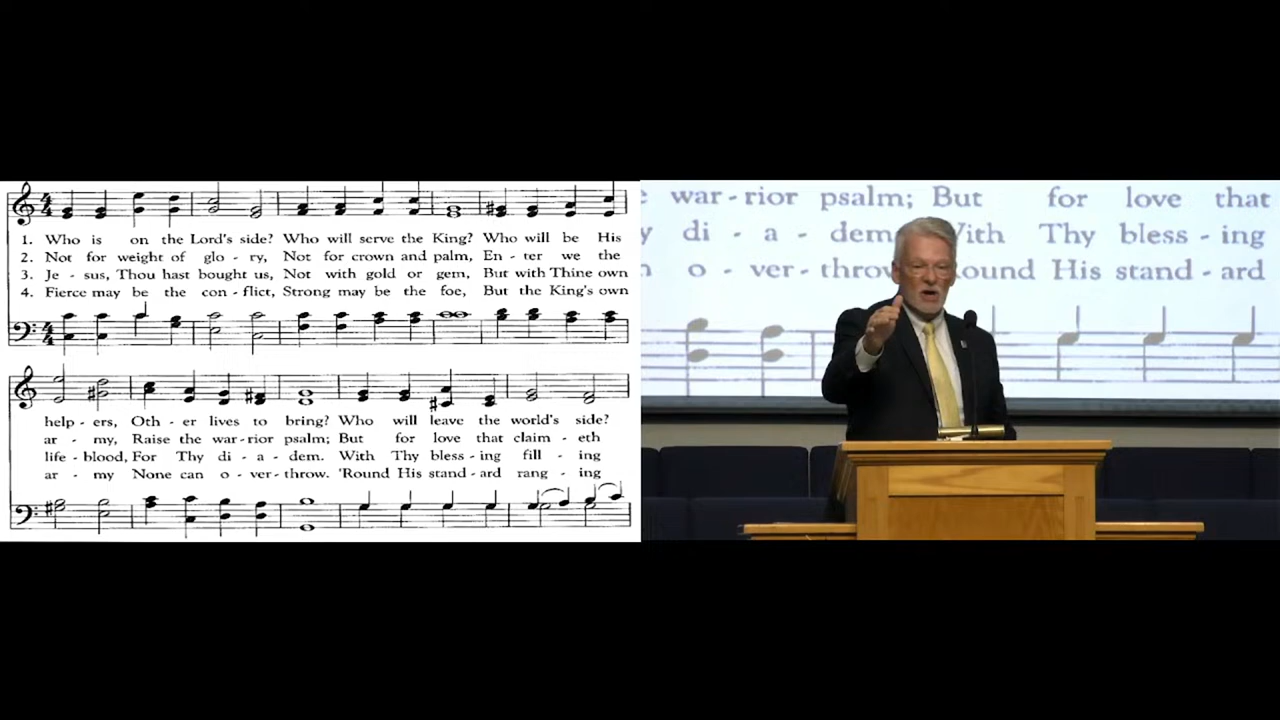 1. Who is on the Lord's side? Who will serve the King? Who will be His
2. Not for weight of glo - ry, Not for crown and palm, En - ter we the
3. Je - sus, Thou hast bought us, Not with gold or gem, But with Thine own
4. Fierce may be the con - flict, Strong may be the foe, But the King's own
help - ers, Oth - er lives to bring? Who will leave the world's side?
ar - my, Raise the war - rior psalm; But for love that claim - eth
life - blood, For Thy di - a - dem. With Thy bless - ing fill - ing
ar - my None can o - ver - throw. 'Round His stand - ard rang - ing
war - rior psalm; But for love that
di - a - dem With Thy bless - ing
o - ver - throw Round His stand - ard